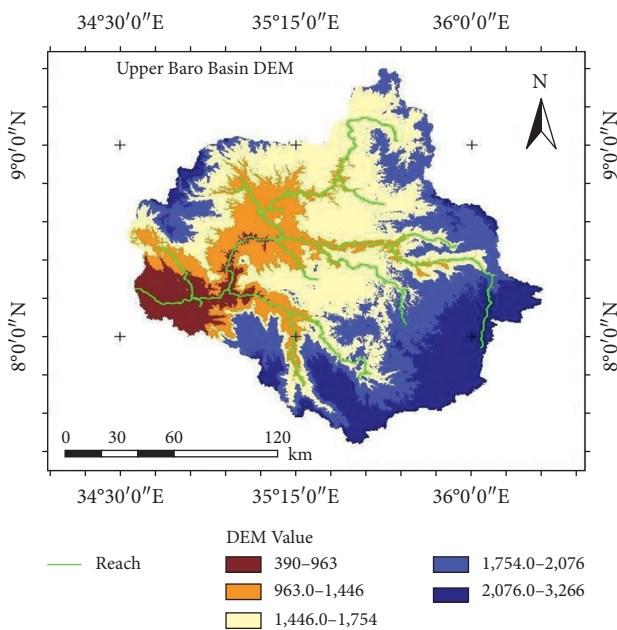 34°30′0″E 35°15′0″E 36°0′0″E
Upper Baro Basin DEM
N
9°0′0″N 9°0′0″N
8°0′0″N 8°0′0″N
0 30 60 120
km
34°30′0″E 35°15′0″E 36°0′0″E
DEM Value
Reach 390–963 1,754.0–2,076
963.0–1,446 2,076.0–3,266
1,446.0–1,754